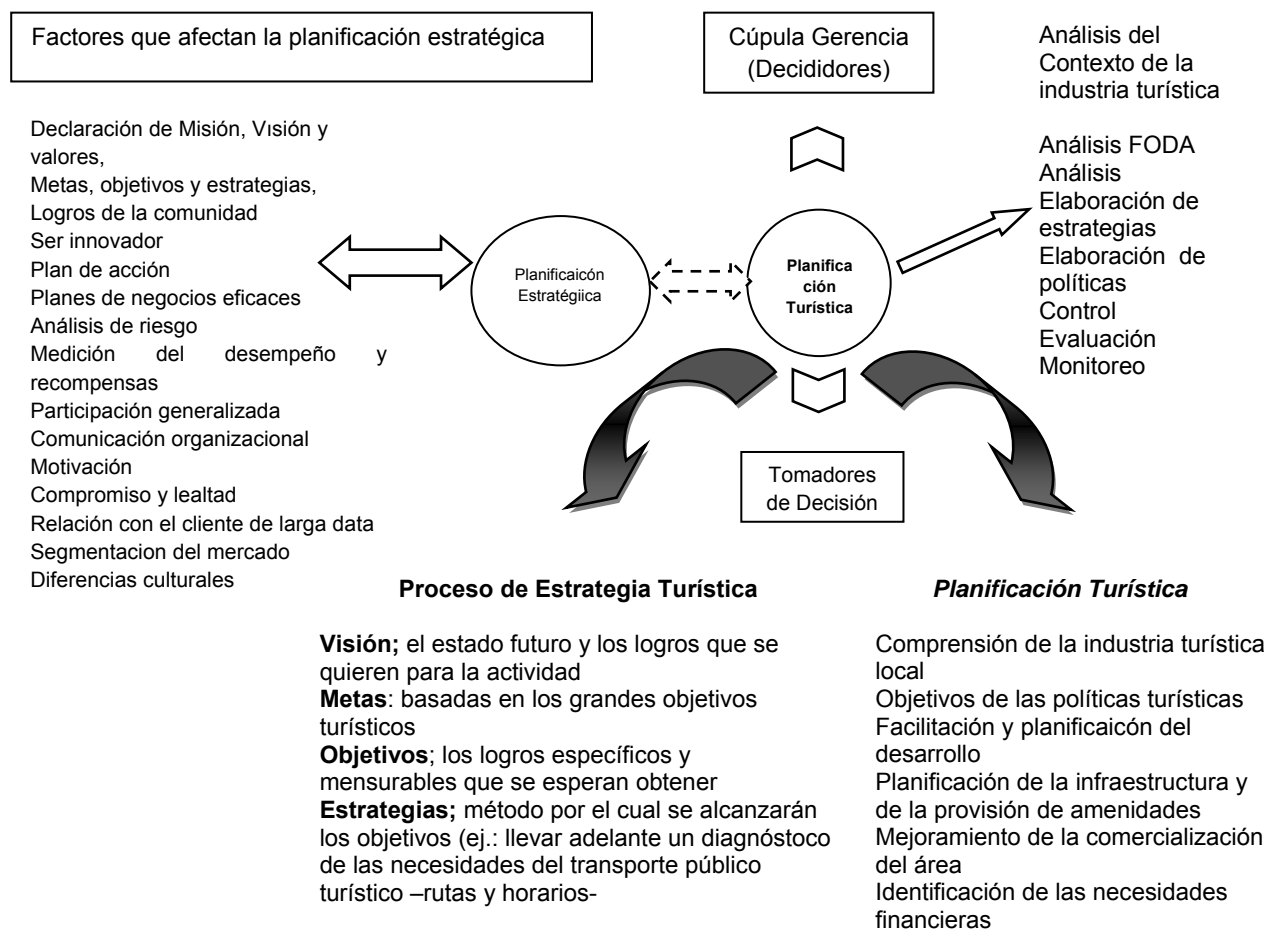 Factores que afectan la planificación estratégica
Declaración de Misión, Vısión y
valores,
Metas, objetivos y estrategias,
Logros de la comunidad
Ser innovador
Plan de acción
Planes de negocios eficaces
Análisis de riesgo
Medición del desempeño y
recompensas
Participación generalizada
Comunicación organizacional
Motivación
Compromiso y lealtad
Relación con el cliente de larga data
Segmentacion del mercado
Diferencias culturales
Planificaicón
Estratégiica
Cúpula Gerencia
(Decididores)
Planifica
ción
Turística
Tomadores
de Decisión
Análisis del
Contexto de la
industria turística
Análisis FODA
Análisis
Elaboración de
estrategias
Elaboración de
políticas
Control
Evaluación
Monitoreo
Proceso de Estrategia Turística
Visión; el estado futuro y los logros que se
quieren para la actividad
Metas: basadas en los grandes objetivos
turísticos
Objetivos; los logros específicos y
mensurables que se esperan obtener
Estrategias; método por el cual se alcanzarán
los objetivos (ej.: llevar adelante un diagnóstoco
de las necesidades del transporte público
turístico –rutas y horarios-
Planificación Turística
Comprensión de la industria turística
local
Objetivos de las políticas turísticas
Facilitación y planificaicón del
desarrollo
Planificación de la infraestructura y
de la provisión de amenidades
Mejoramiento de la comercialización
del área
Identificación de las necesidades
financieras